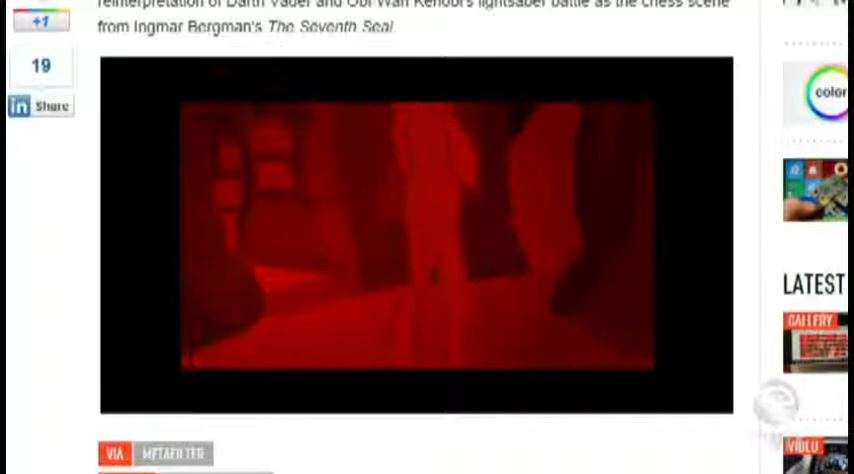 reinterpretation of Darth Vader and Obi Wan Kenobi's lightsaber battle as the chess scene
from Ingmar Bergman's The Seventh Seal
+1
19
in Share
color
LATEST
GALLERY
VIA METAFILTER
VIDEO